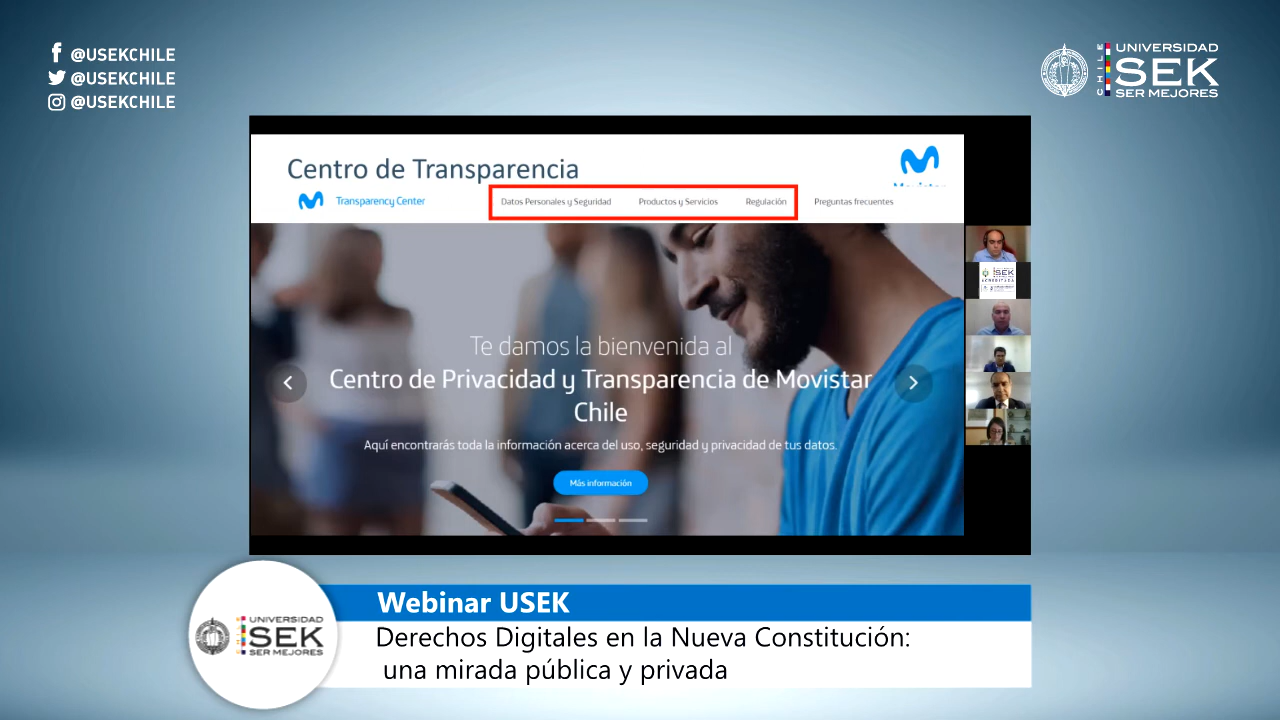 @USEKCHILE
@USEKCHILE
@USEKCHILE
CHILE
UNIVERSIDAD
SEK
SER MEJORES
Centro de Transparencia
Movistar
Transparency Center
Datos Personales y Seguridad
Productos y Servicios
Regulación
Preguntas frecuentes
Te damos la bienvenida al
Centro de Privacidad y Transparencia de Movistar
Chile
Aquí encontrarás toda la información acerca del uso, seguridad y privacidad de tus datos.
Más información
SEK
UNIVERSIDAD
SEK
SER MEJORES
Webinar USEK
Derechos Digitales en la Nueva Constitución:
una mirada pública y privada